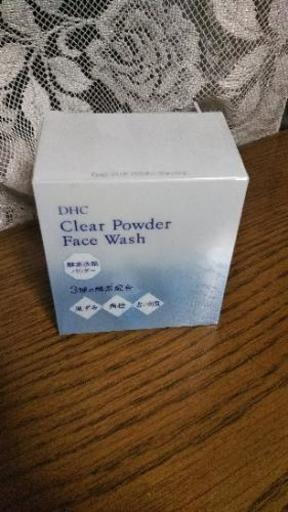 DHC
Clear Powder
Face Wash
酵素洗顔
パウダー
3種の酵素配合
黒ずみ 角栓 古い角質